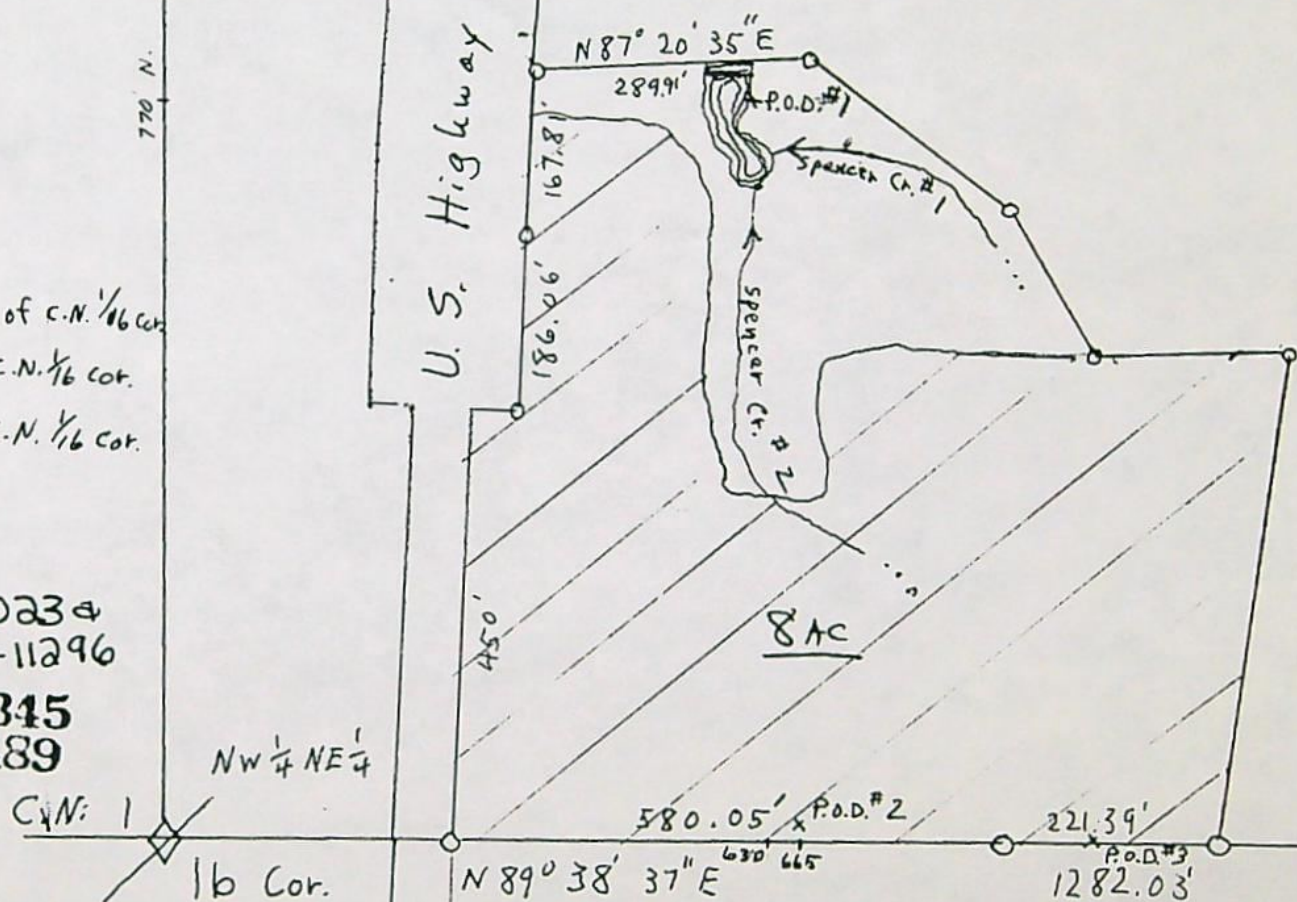 770 N.
U. S. Highway
N 87° 20' 35" E
289.91'
P.O.D. #1
Spencer Cr. # 1
167.81'
186.06'
Spencer Cr. # 2
of C.N. 1/16 Cor.
C.N. 1/16 Cor.
.N. 1/16 Cor.
450'
8 AC
023a
-11296
345
89
NW 1/4 NE 1/4
C.N. 1
16 Cor.
580.05'
P.O.D. # 2
630 665
221.39'
P.O.D. #3
N 89° 38' 37" E
1282.03'